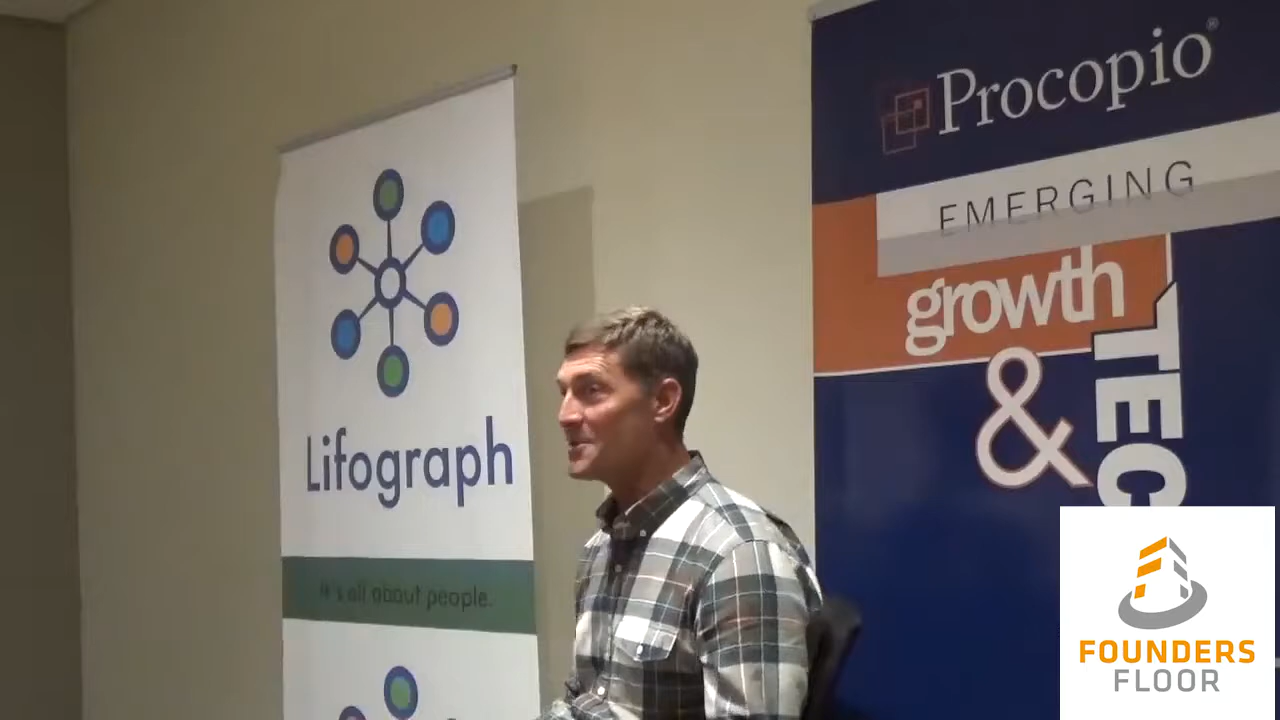 Lifograph
It's all about people.
Procopio®
EMERGING
growth
&
TEC
FOUNDERS
FLOOR